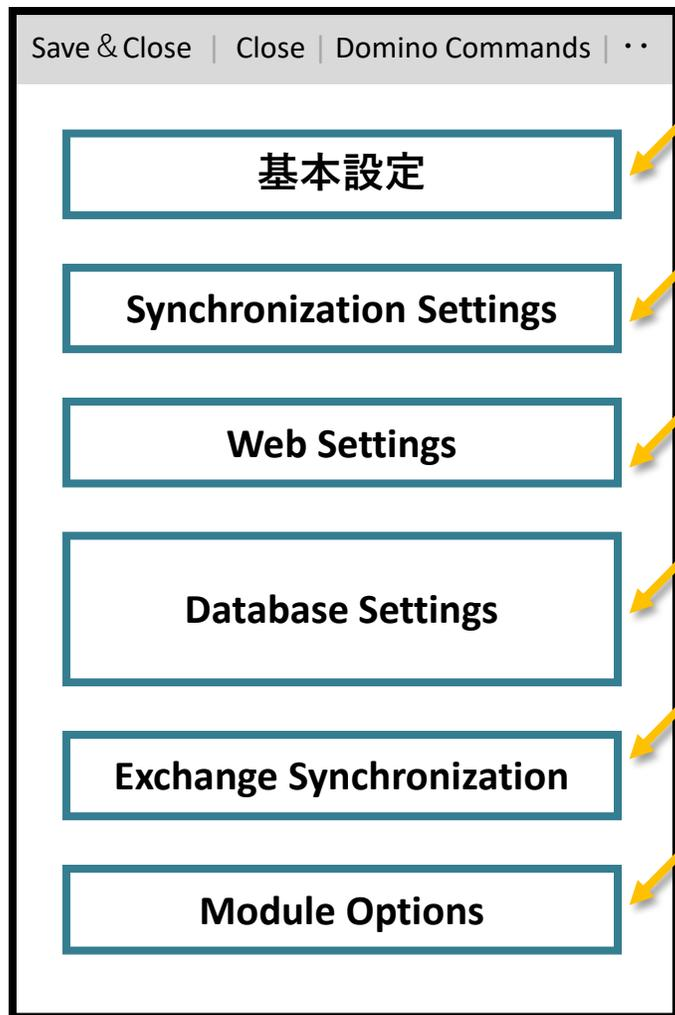 Save＆Close | Close | Domino Commands | ··
基本設定
Synchronization Settings
Web Settings
Database Settings
Exchange Synchronization
Module Options